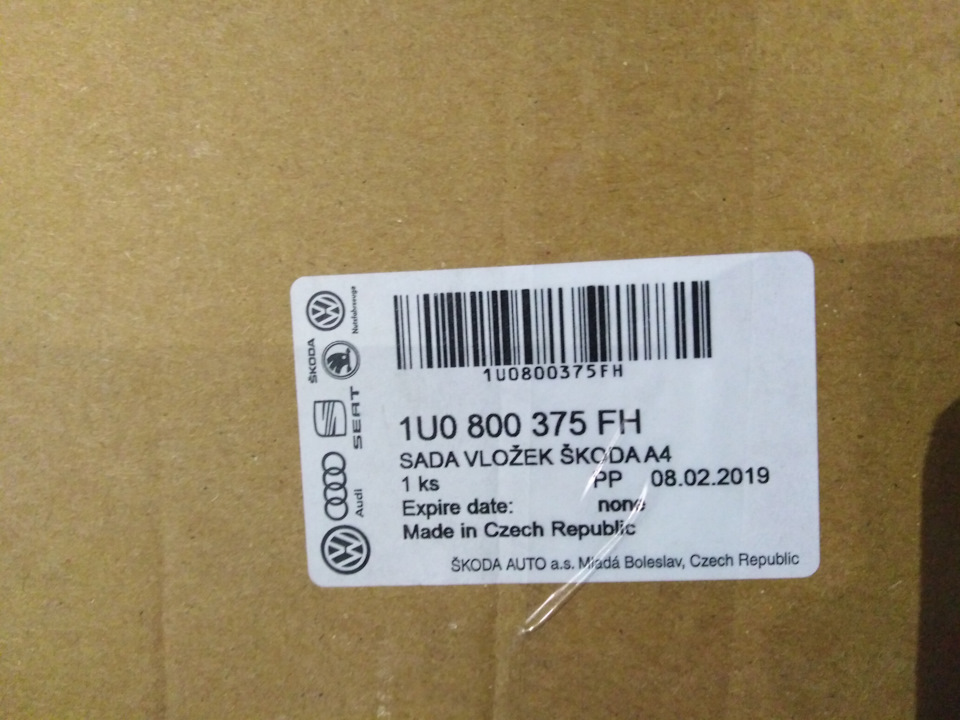 1U0800375FH
1U0 800 375 FH
SADA VLOŽEK ŠKODA A4
1 ks PP 08.02.2019
Expire date: none
Made in Czech Republic
ŠKODA AUTO a.s. Mladá Boleslav, Czech Republic
Nutzfahrzeuge
ŠKODA
SEAT
Audi